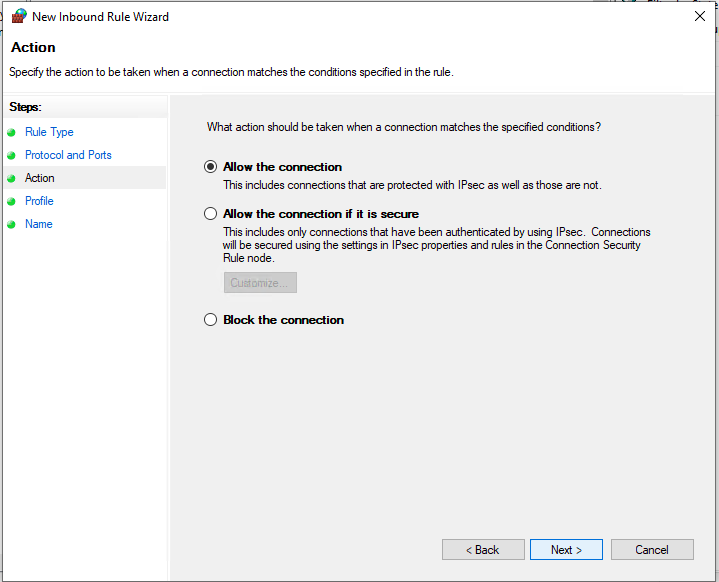 New Inbound Rule Wizard
Action
Specify the action to be taken when a connection matches the conditions specified in the rule.
Steps:
Rule Type
Protocol and Ports
Action
Profile
Name
What action should be taken when a connection matches the specified conditions?
Allow the connection
This includes connections that are protected with IPsec as well as those are not.
Allow the connection if it is secure
This includes only connections that have been authenticated by using IPsec. Connections
will be secured using the settings in IPsec properties and rules in the Connection Security
Rule node.
Customize...
Block the connection
< Back
Next >
Cancel